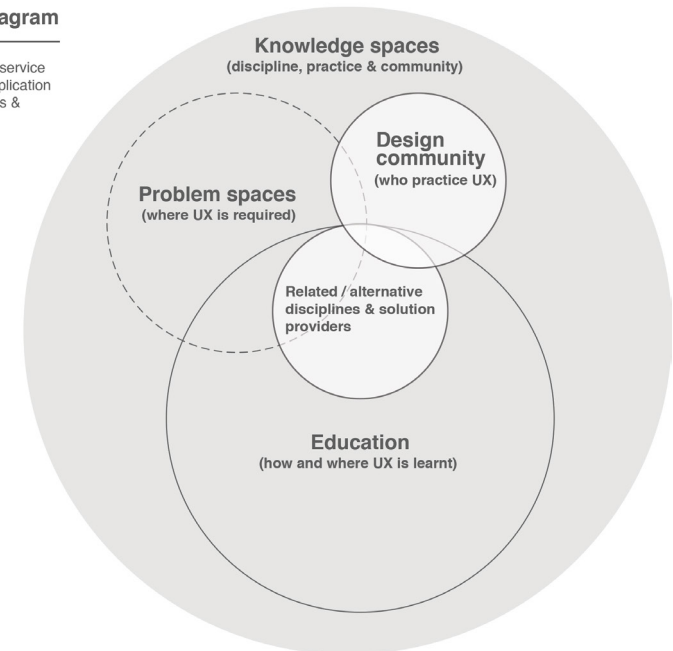 agram
service
plication
s &
Knowledge spaces
(discipline, practice & community)
Design
community
(who practice UX)
Problem spaces
(where UX is required)
Related / alternative
disciplines & solution
providers
Education
(how and where UX is learnt)